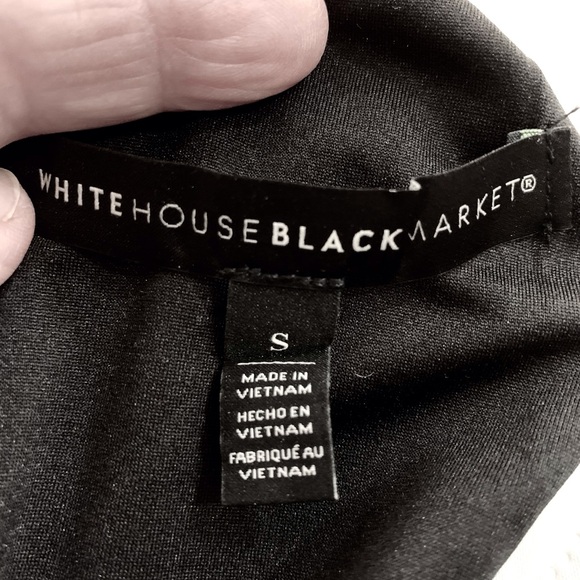 WHITEHOUSEBLACKMARKET®
S
MADE IN
VIETNAM
HECHO EN
VIETNAM
FABRIQUÉ AU
VIETNAM